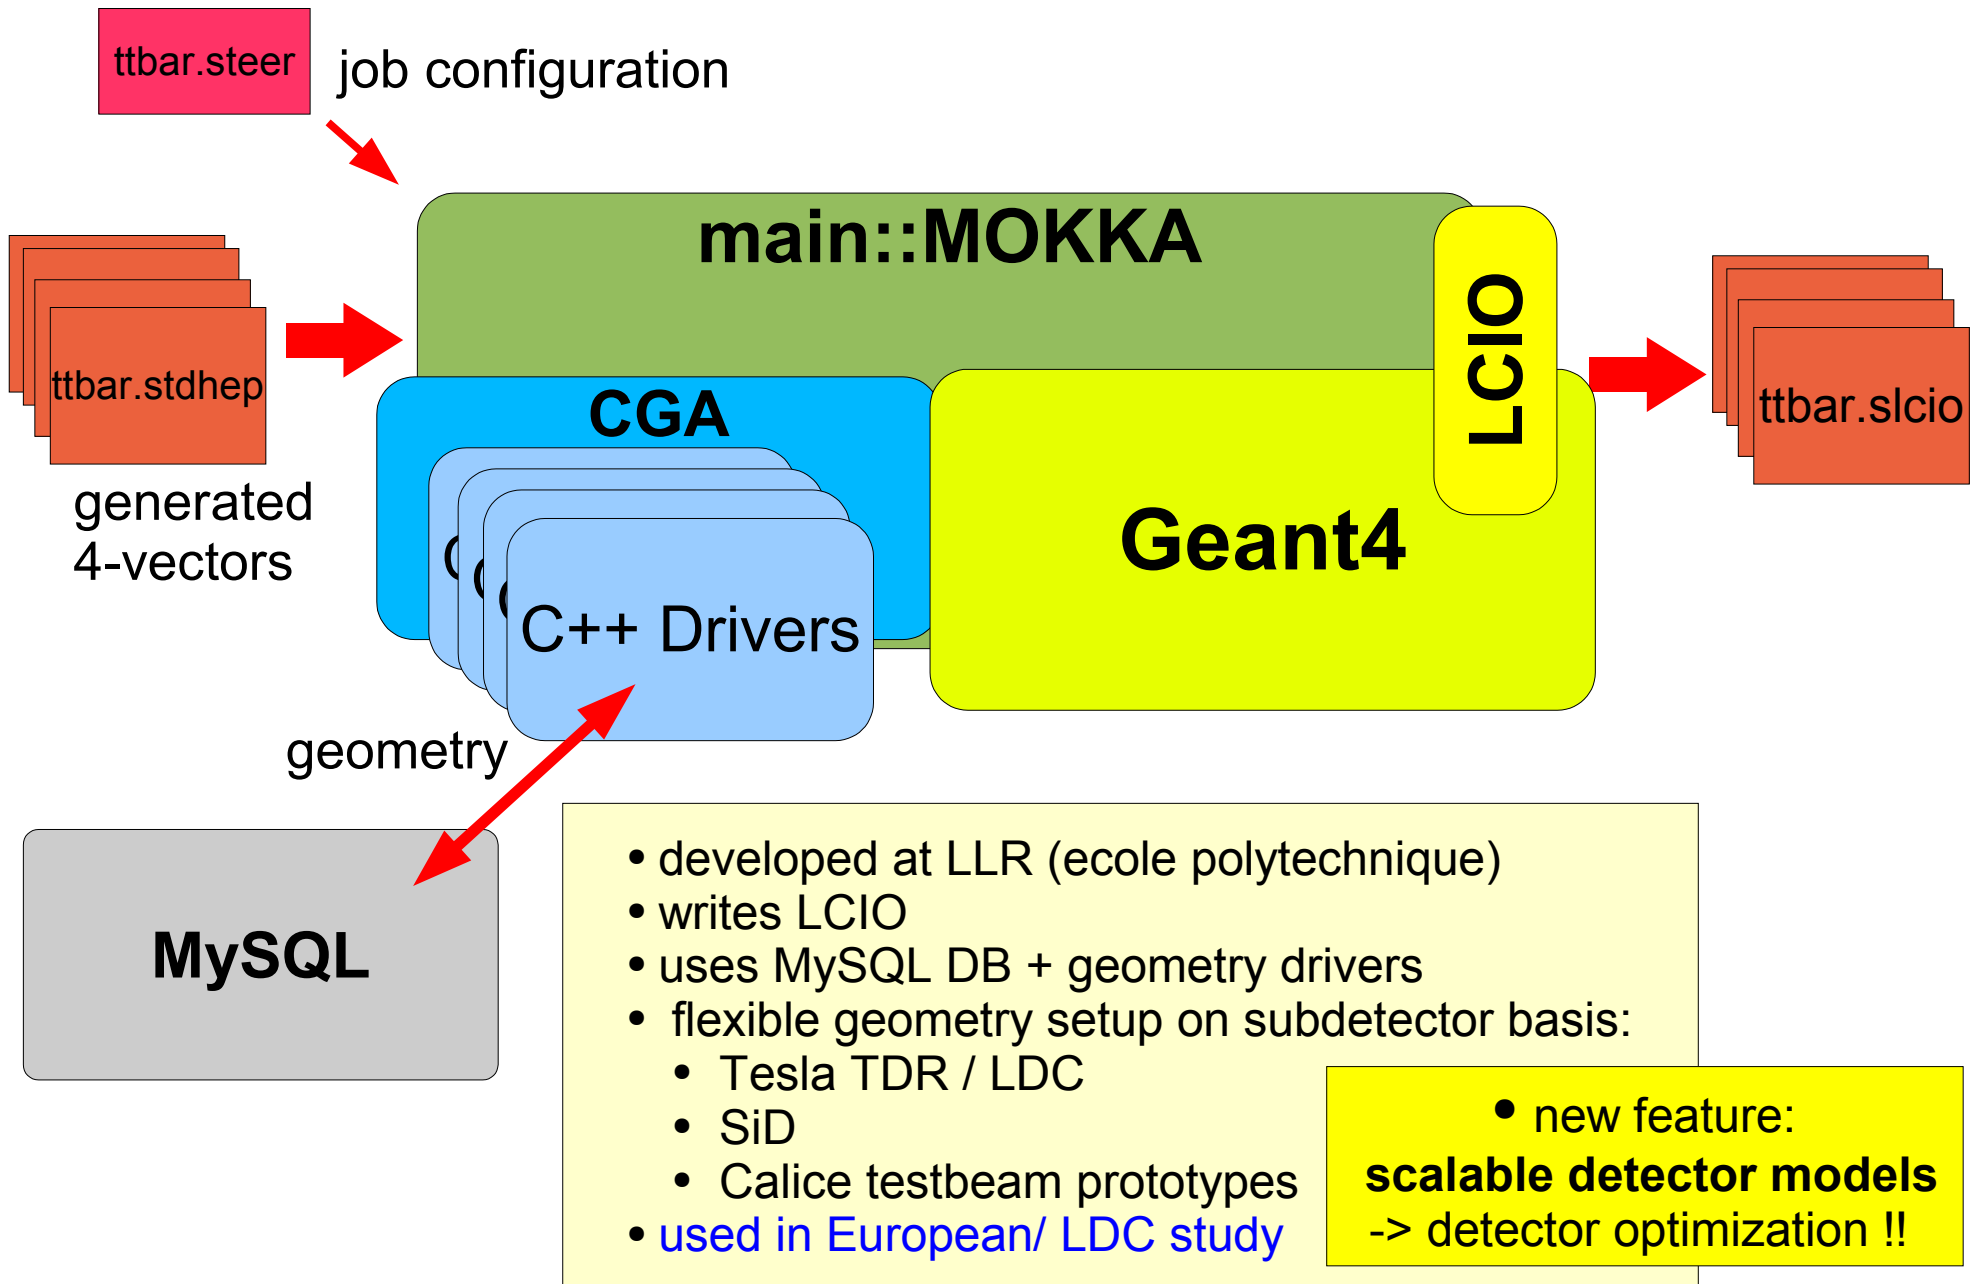 ttbar.steer
job configuration
main::MOKKA
LCIO
ttbar.stdhep
ttbar.slcio
CGA
generated
4-vectors
Geant4
C++ Drivers
geometry
MySQL
• developed at LLR (ecole polytechnique)
• writes LCIO
• uses MySQL DB + geometry drivers
• flexible geometry setup on subdetector basis:
• Tesla TDR / LDC
• SiD
• Calice testbeam prototypes
• used in European/ LDC study
• new feature:
scalable detector models
-> detector optimization !!